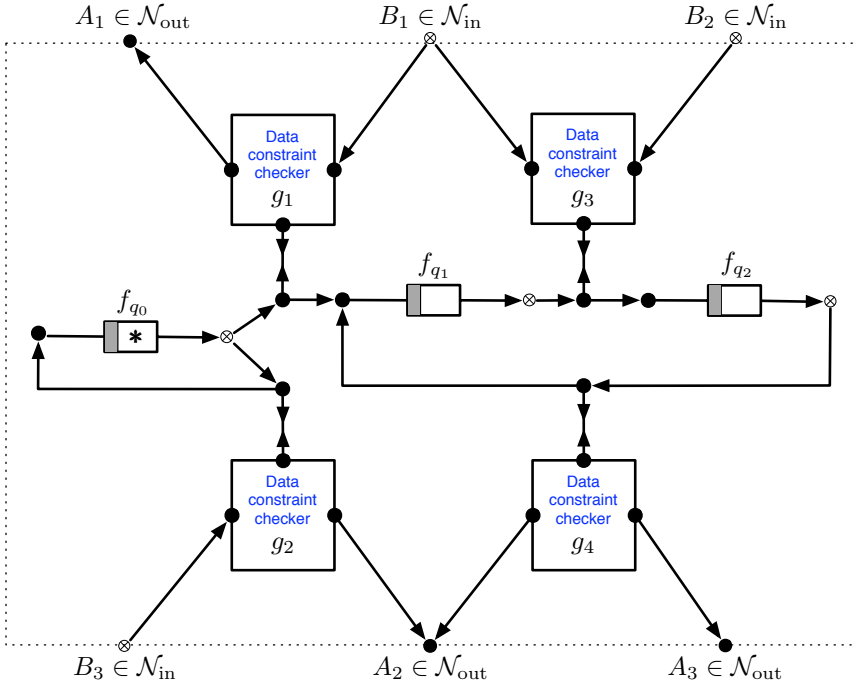 A₁ ∈ 𝒩out B₁ ∈ 𝒩in B₂ ∈ 𝒩in
Data
constraint
checker
g₁
Data
constraint
checker
g₃
f_q₀
*
f_q₁
f_q₂
Data
constraint
checker
g₂
Data
constraint
checker
g₄
B₃ ∈ 𝒩in A₂ ∈ 𝒩out A₃ ∈ 𝒩out